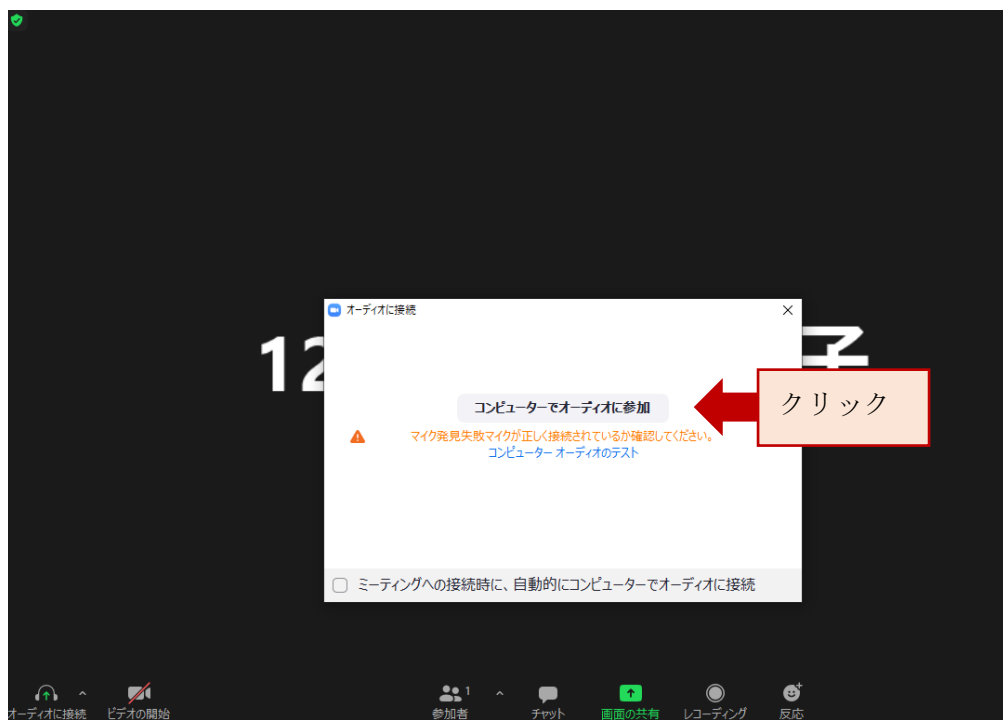 オーディオに接続
12
子
コンピューターでオーディオに参加
クリック
マイク発見失敗マイクが正しく接続されているか確認してください。
コンピューター オーディオのテスト
ミーティングへの接続時に、自動的にコンピューターでオーディオに接続
1
オーディオに接続 ビデオの開始 参加者 チャット 画面の共有 レコーディング 反応